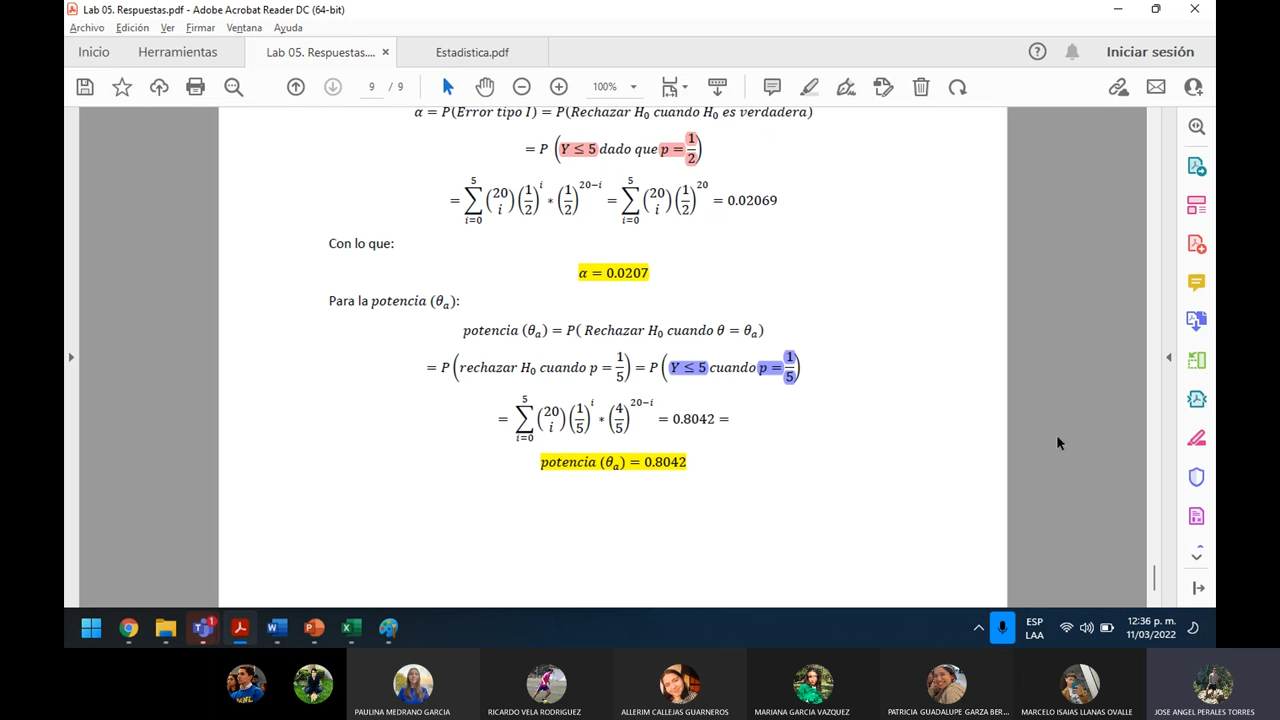 Lab 05. Respuestas.pdf - Adobe Acrobat Reader DC (64-bit)
Archivo Edición Ver Firmar Ventana Ayuda
Inicio Herramientas Lab 05. Respuestas.... × Estadistica.pdf Iniciar sesión
9 / 9 100%
α = P(Error tipo I) = P(Rechazar H₀ cuando H₀ es verdadera)
= P (Y ≤ 5 dado que p = 1/2)
= ∑_{i=0}^{5} (20 i) (1/2)^i * (1/2)^{20−i} = ∑_{i=0}^{5} (20 i) (1/2)^{20} = 0.02069
Con lo que:
α = 0.0207
Para la potencia (θₐ):
potencia (θₐ) = P( Rechazar H₀ cuando θ = θₐ)
= P (rechazar H₀ cuando p = 1/5) = P (Y ≤ 5 cuando p = 1/5)
= ∑_{i=0}^{5} (20 i) (1/5)^i * (4/5)^{20−i} = 0.8042 =
potencia (θₐ) = 0.8042
1 ESP LAA 12:36 p. m. 11/03/2022
PAULINA MEDRANO GARCIA RICARDO VELA RODRIGUEZ ALLERIM CALLEJAS GUARNEROS MARIANA GARCIA VAZQUEZ PATRICIA GUADALUPE GARZA BER... MARCELO ISAIAS LLANAS OVALLE JOSE ANGEL PERALES TORRES